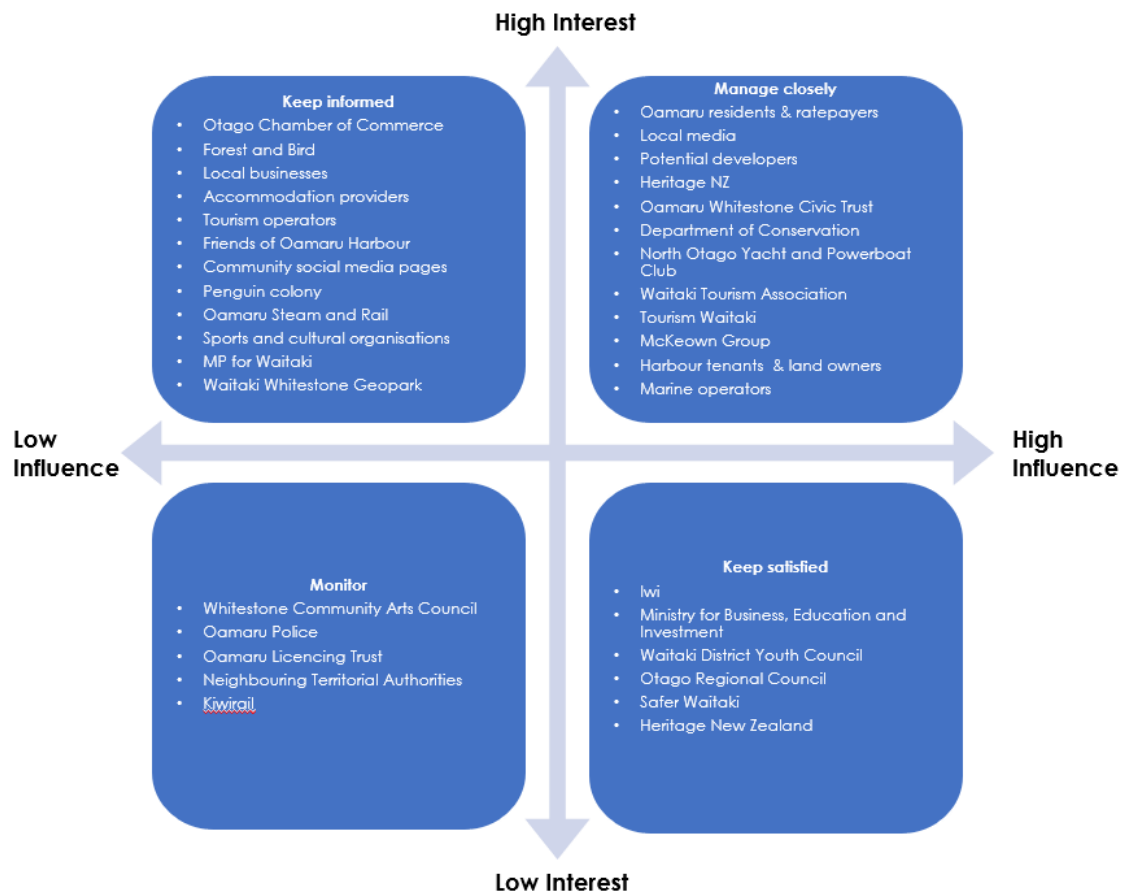 High Interest
Keep informed
• Otago Chamber of Commerce
• Forest and Bird
• Local businesses
• Accommodation providers
• Tourism operators
• Friends of Oamaru Harbour
• Community social media pages
• Penguin colony
• Oamaru Steam and Rail
• Sports and cultural organisations
• MP for Waitaki
• Waitaki Whitestone Geopark
Manage closely
• Oamaru residents & ratepayers
• Local media
• Potential developers
• Heritage NZ
• Oamaru Whitestone Civic Trust
• Department of Conservation
• North Otago Yacht and Powerboat
Club
• Waitaki Tourism Association
• Tourism Waitaki
• McKeown Group
• Harbour tenants & land owners
• Marine operators
Low
Influence
High
Influence
Monitor
• Whitestone Community Arts Council
• Oamaru Police
• Oamaru Licencing Trust
• Neighbouring Territorial Authorities
• Kiwirail
Keep satisfied
• Iwi
• Ministry for Business, Education and
Investment
• Waitaki District Youth Council
• Otago Regional Council
• Safer Waitaki
• Heritage New Zealand
Low Interest